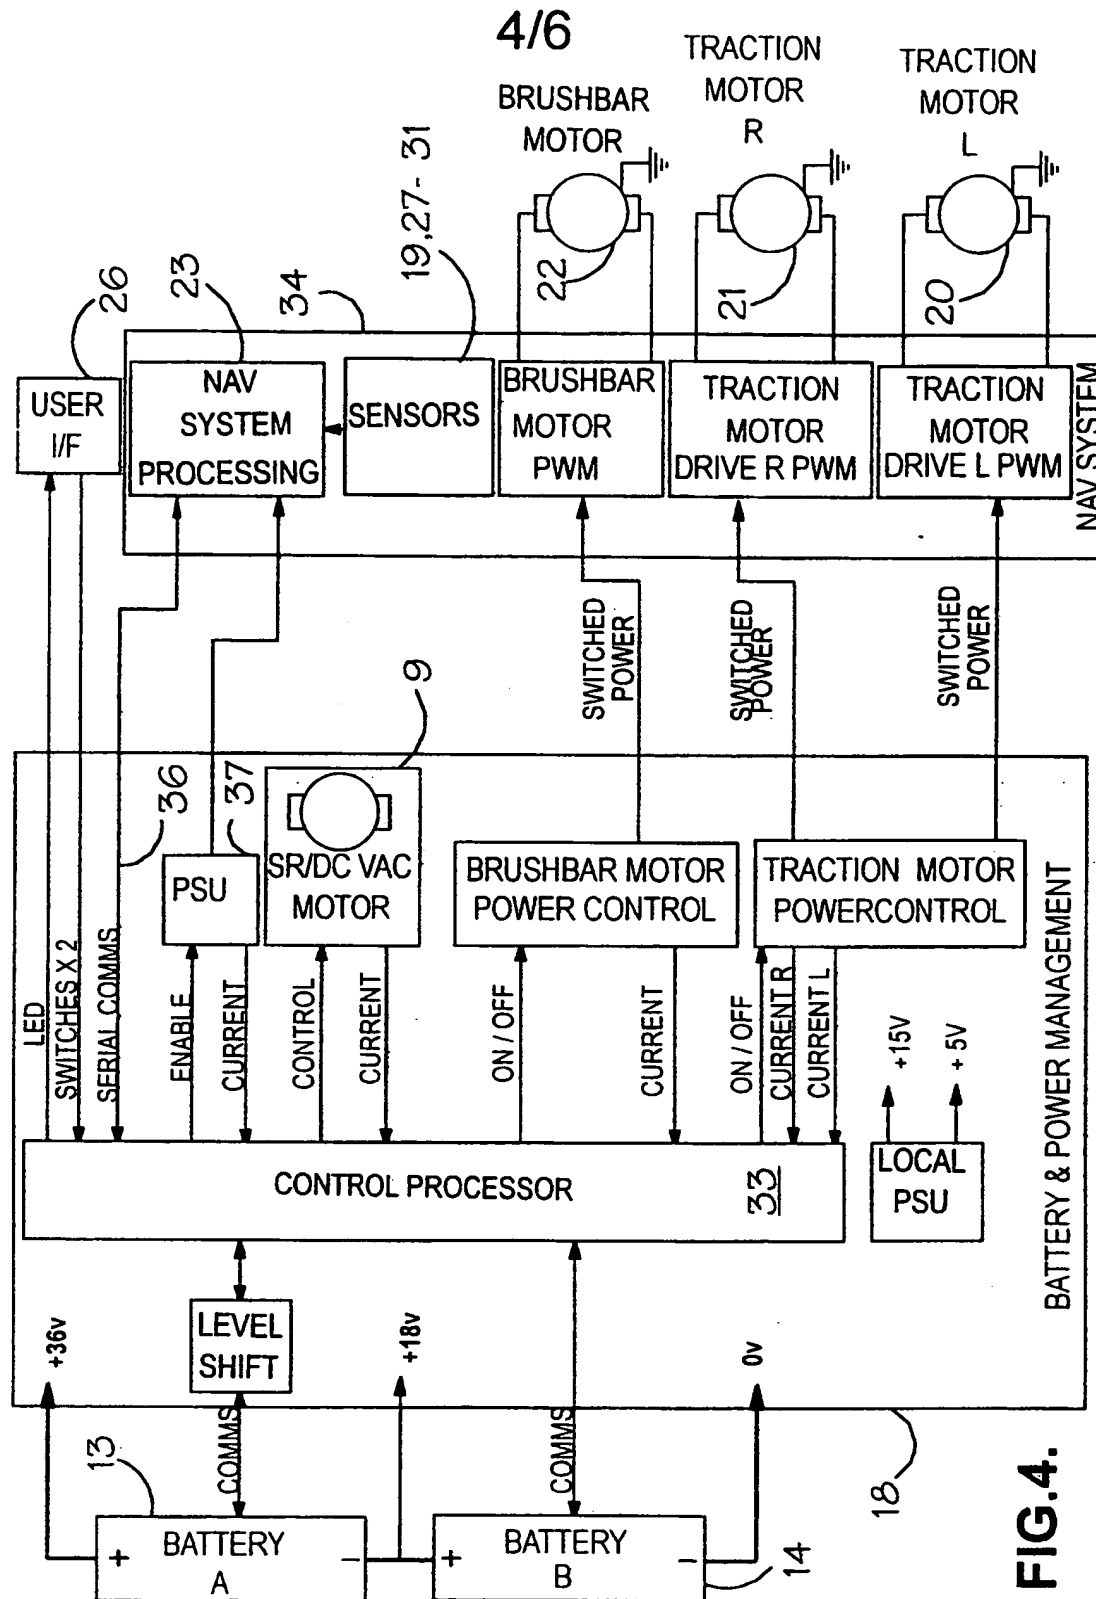 4/6
BRUSHBAR
MOTOR
TRACTION
MOTOR
R
TRACTION
MOTOR
L
26
23
34
19,27-31
22
21
20
USER
I/F
NAV
SYSTEM
PROCESSING
SENSORS
BRUSHBAR
MOTOR
PWM
TRACTION
MOTOR
DRIVE R PWM
TRACTION
MOTOR
DRIVE L PWM
NAV SYSTEM
SWITCHED
POWER
SWITCHED
POWER
SWITCHED
POWER
36
37
9
PSU
SR/DC VAC
MOTOR
BRUSHBAR MOTOR
POWER CONTROL
TRACTION MOTOR
POWERCONTROL
LED
SWITCHES X 2
SERIAL COMMS
ENABLE
CURRENT
CONTROL
CURRENT
ON / OFF
CURRENT
ON / OFF
CURRENT R
CURRENT L
+15V
+ 5V
CONTROL PROCESSOR
33
LOCAL
PSU
BATTERY & POWER MANAGEMENT
+36v
LEVEL
SHIFT
+18v
0v
13
COMMS
COMMS
18
BATTERY
A
+
−
BATTERY
B
+
−
14
FIG.4.